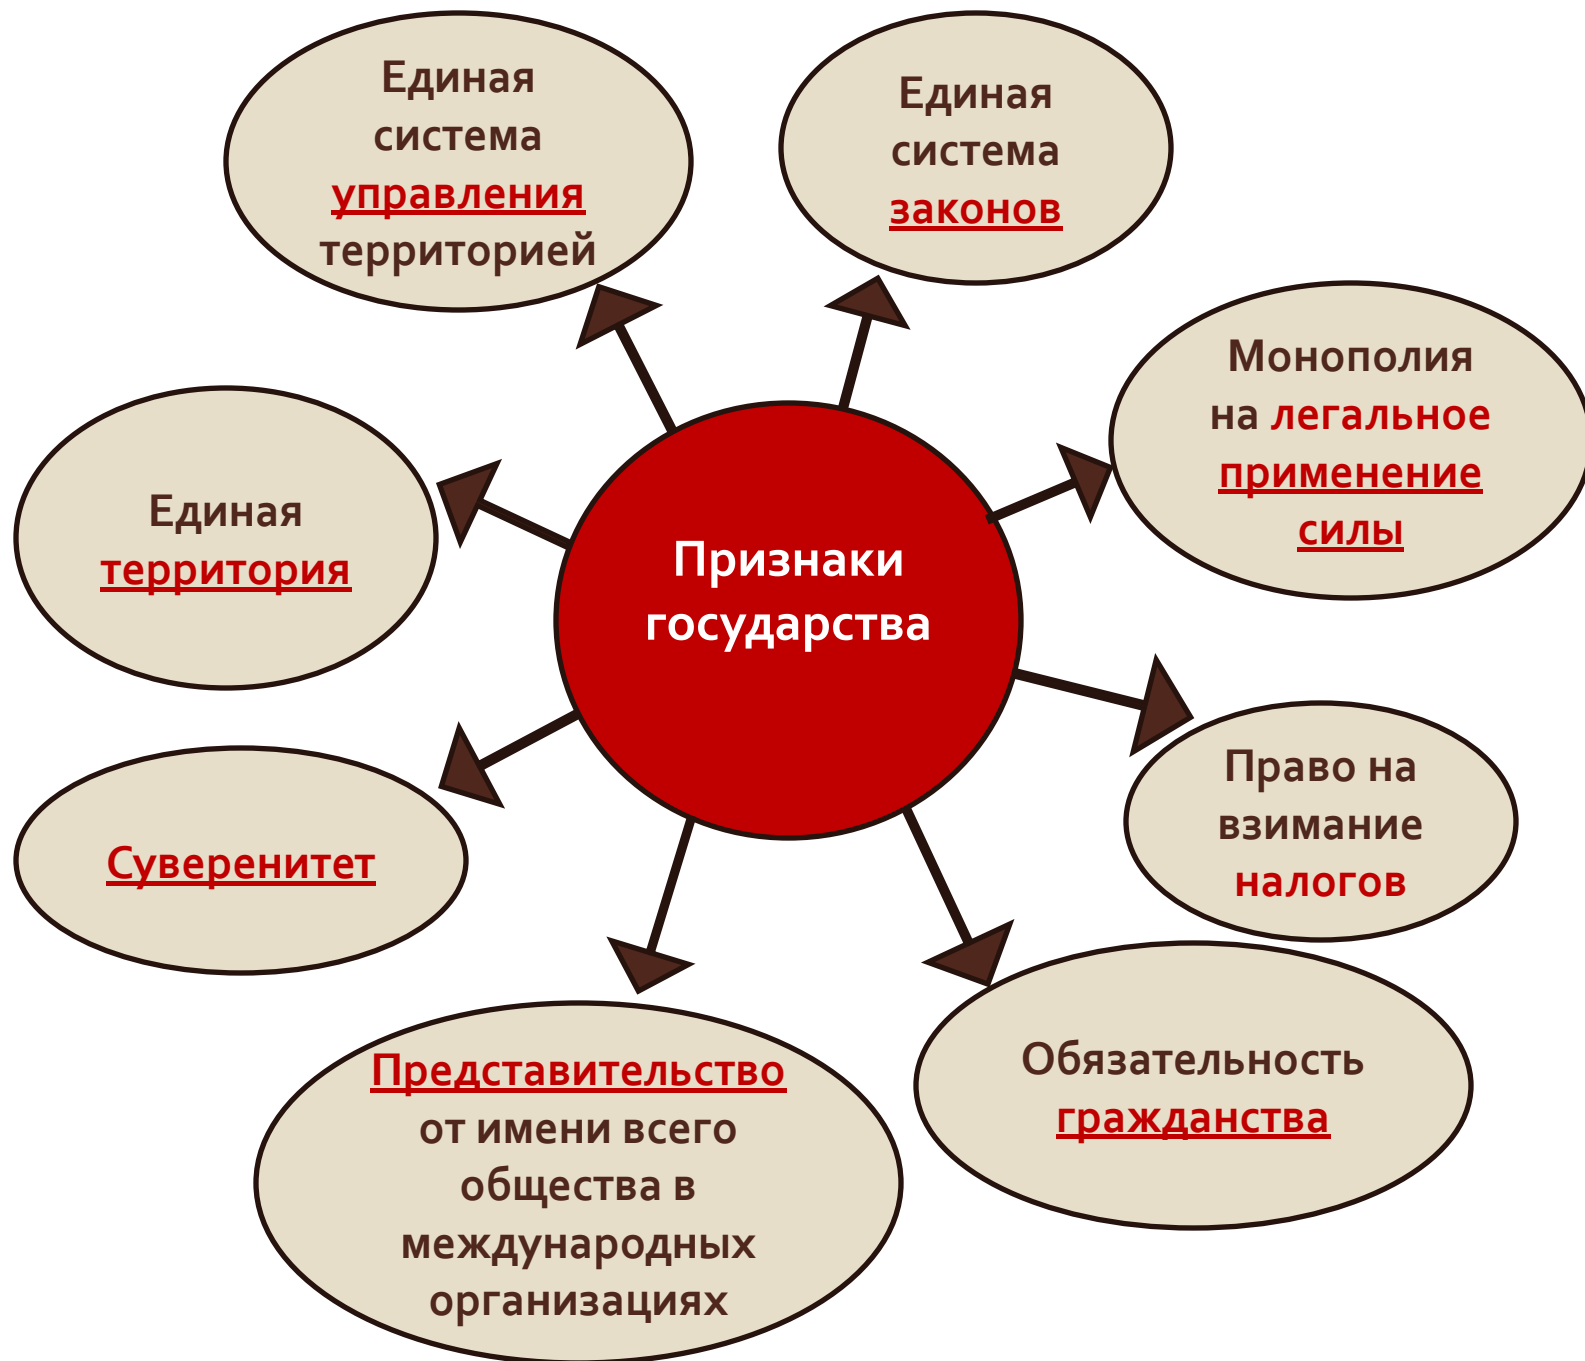 Единая
система
управления
территорией
Единая
система
законов
Монополия
на легальное
применение
силы
Единая
территория
Признаки
государства
Право на
взимание
налогов
Суверенитет
Обязательность
гражданства
Представительство
от имени всего
общества в
международных
организациях